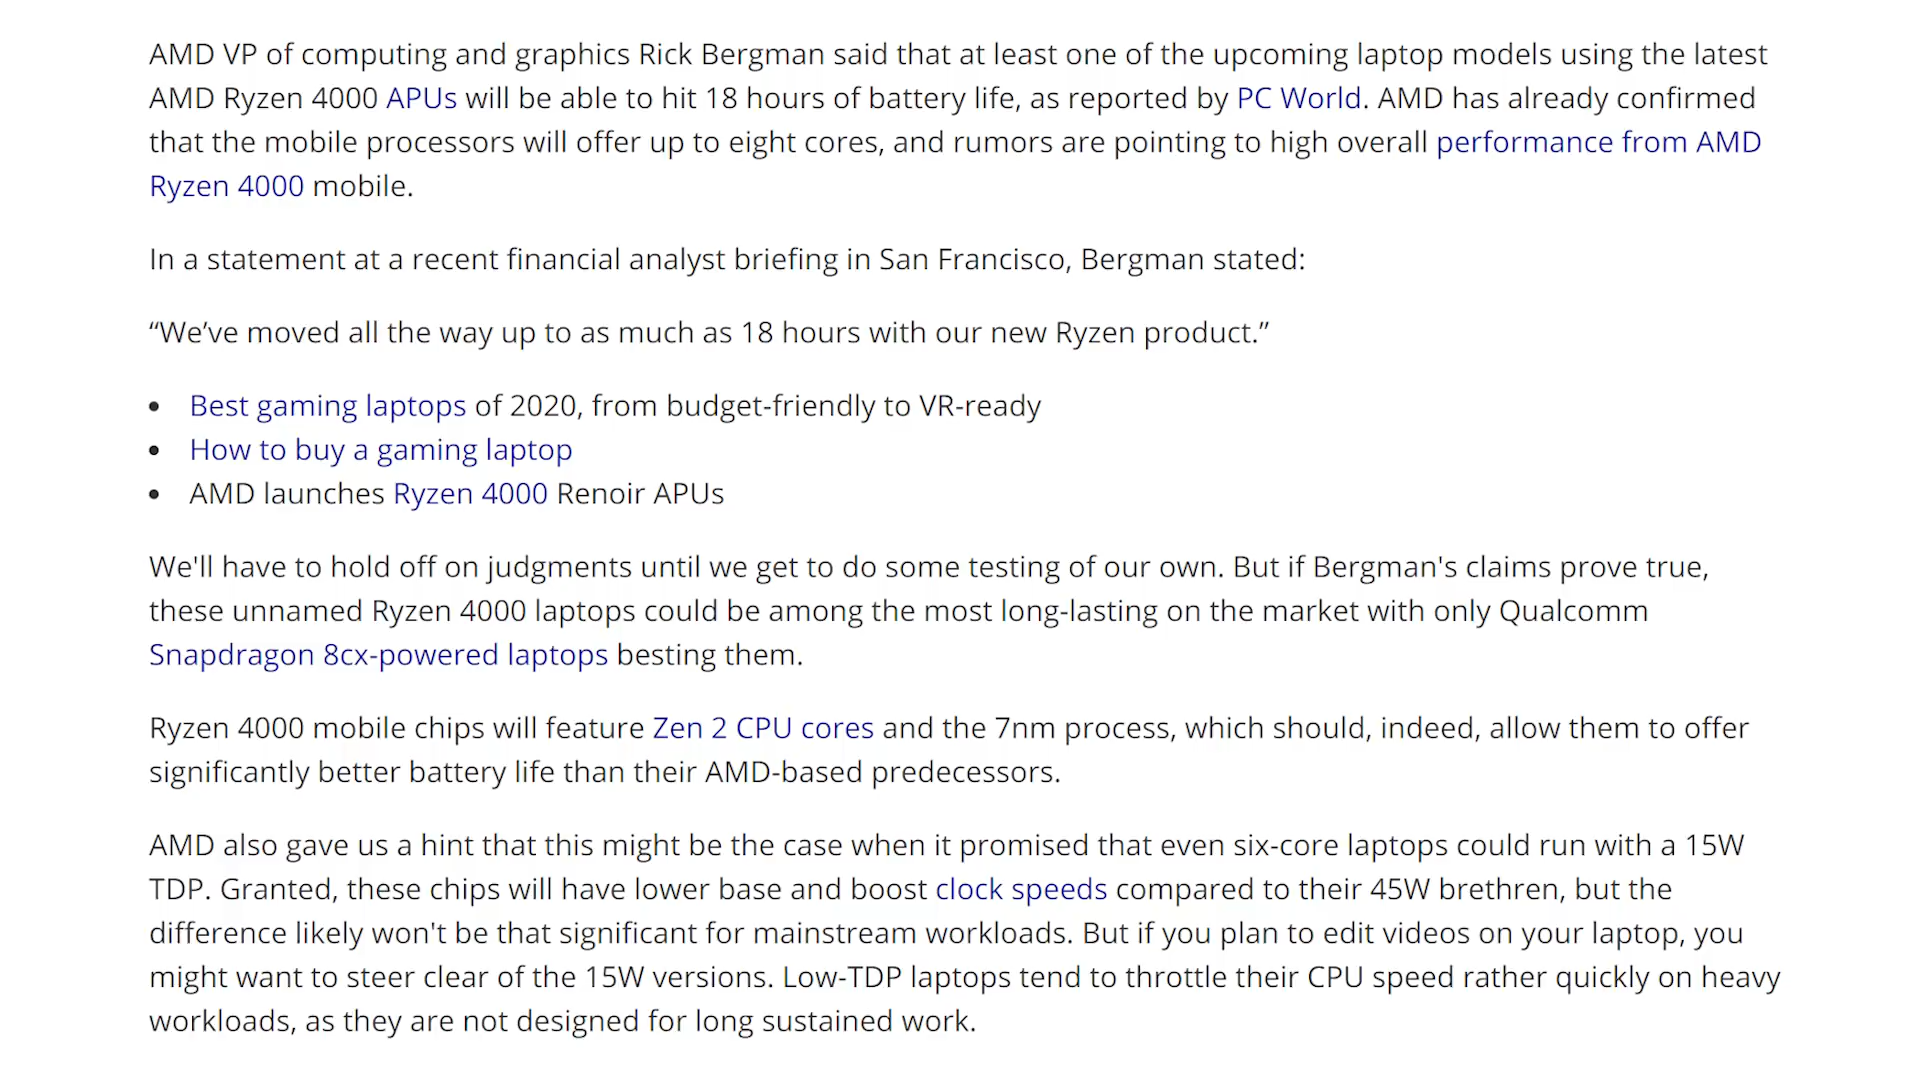 AMD VP of computing and graphics Rick Bergman said that at least one of the upcoming laptop models using the latest
AMD Ryzen 4000 APUs will be able to hit 18 hours of battery life, as reported by PC World. AMD has already confirmed
that the mobile processors will offer up to eight cores, and rumors are pointing to high overall performance from AMD
Ryzen 4000 mobile.
In a statement at a recent financial analyst briefing in San Francisco, Bergman stated:
“We’ve moved all the way up to as much as 18 hours with our new Ryzen product.”
• Best gaming laptops of 2020, from budget-friendly to VR-ready
• How to buy a gaming laptop
• AMD launches Ryzen 4000 Renoir APUs
We'll have to hold off on judgments until we get to do some testing of our own. But if Bergman's claims prove true,
these unnamed Ryzen 4000 laptops could be among the most long-lasting on the market with only Qualcomm
Snapdragon 8cx-powered laptops besting them.
Ryzen 4000 mobile chips will feature Zen 2 CPU cores and the 7nm process, which should, indeed, allow them to offer
significantly better battery life than their AMD-based predecessors.
AMD also gave us a hint that this might be the case when it promised that even six-core laptops could run with a 15W
TDP. Granted, these chips will have lower base and boost clock speeds compared to their 45W brethren, but the
difference likely won't be that significant for mainstream workloads. But if you plan to edit videos on your laptop, you
might want to steer clear of the 15W versions. Low-TDP laptops tend to throttle their CPU speed rather quickly on heavy
workloads, as they are not designed for long sustained work.